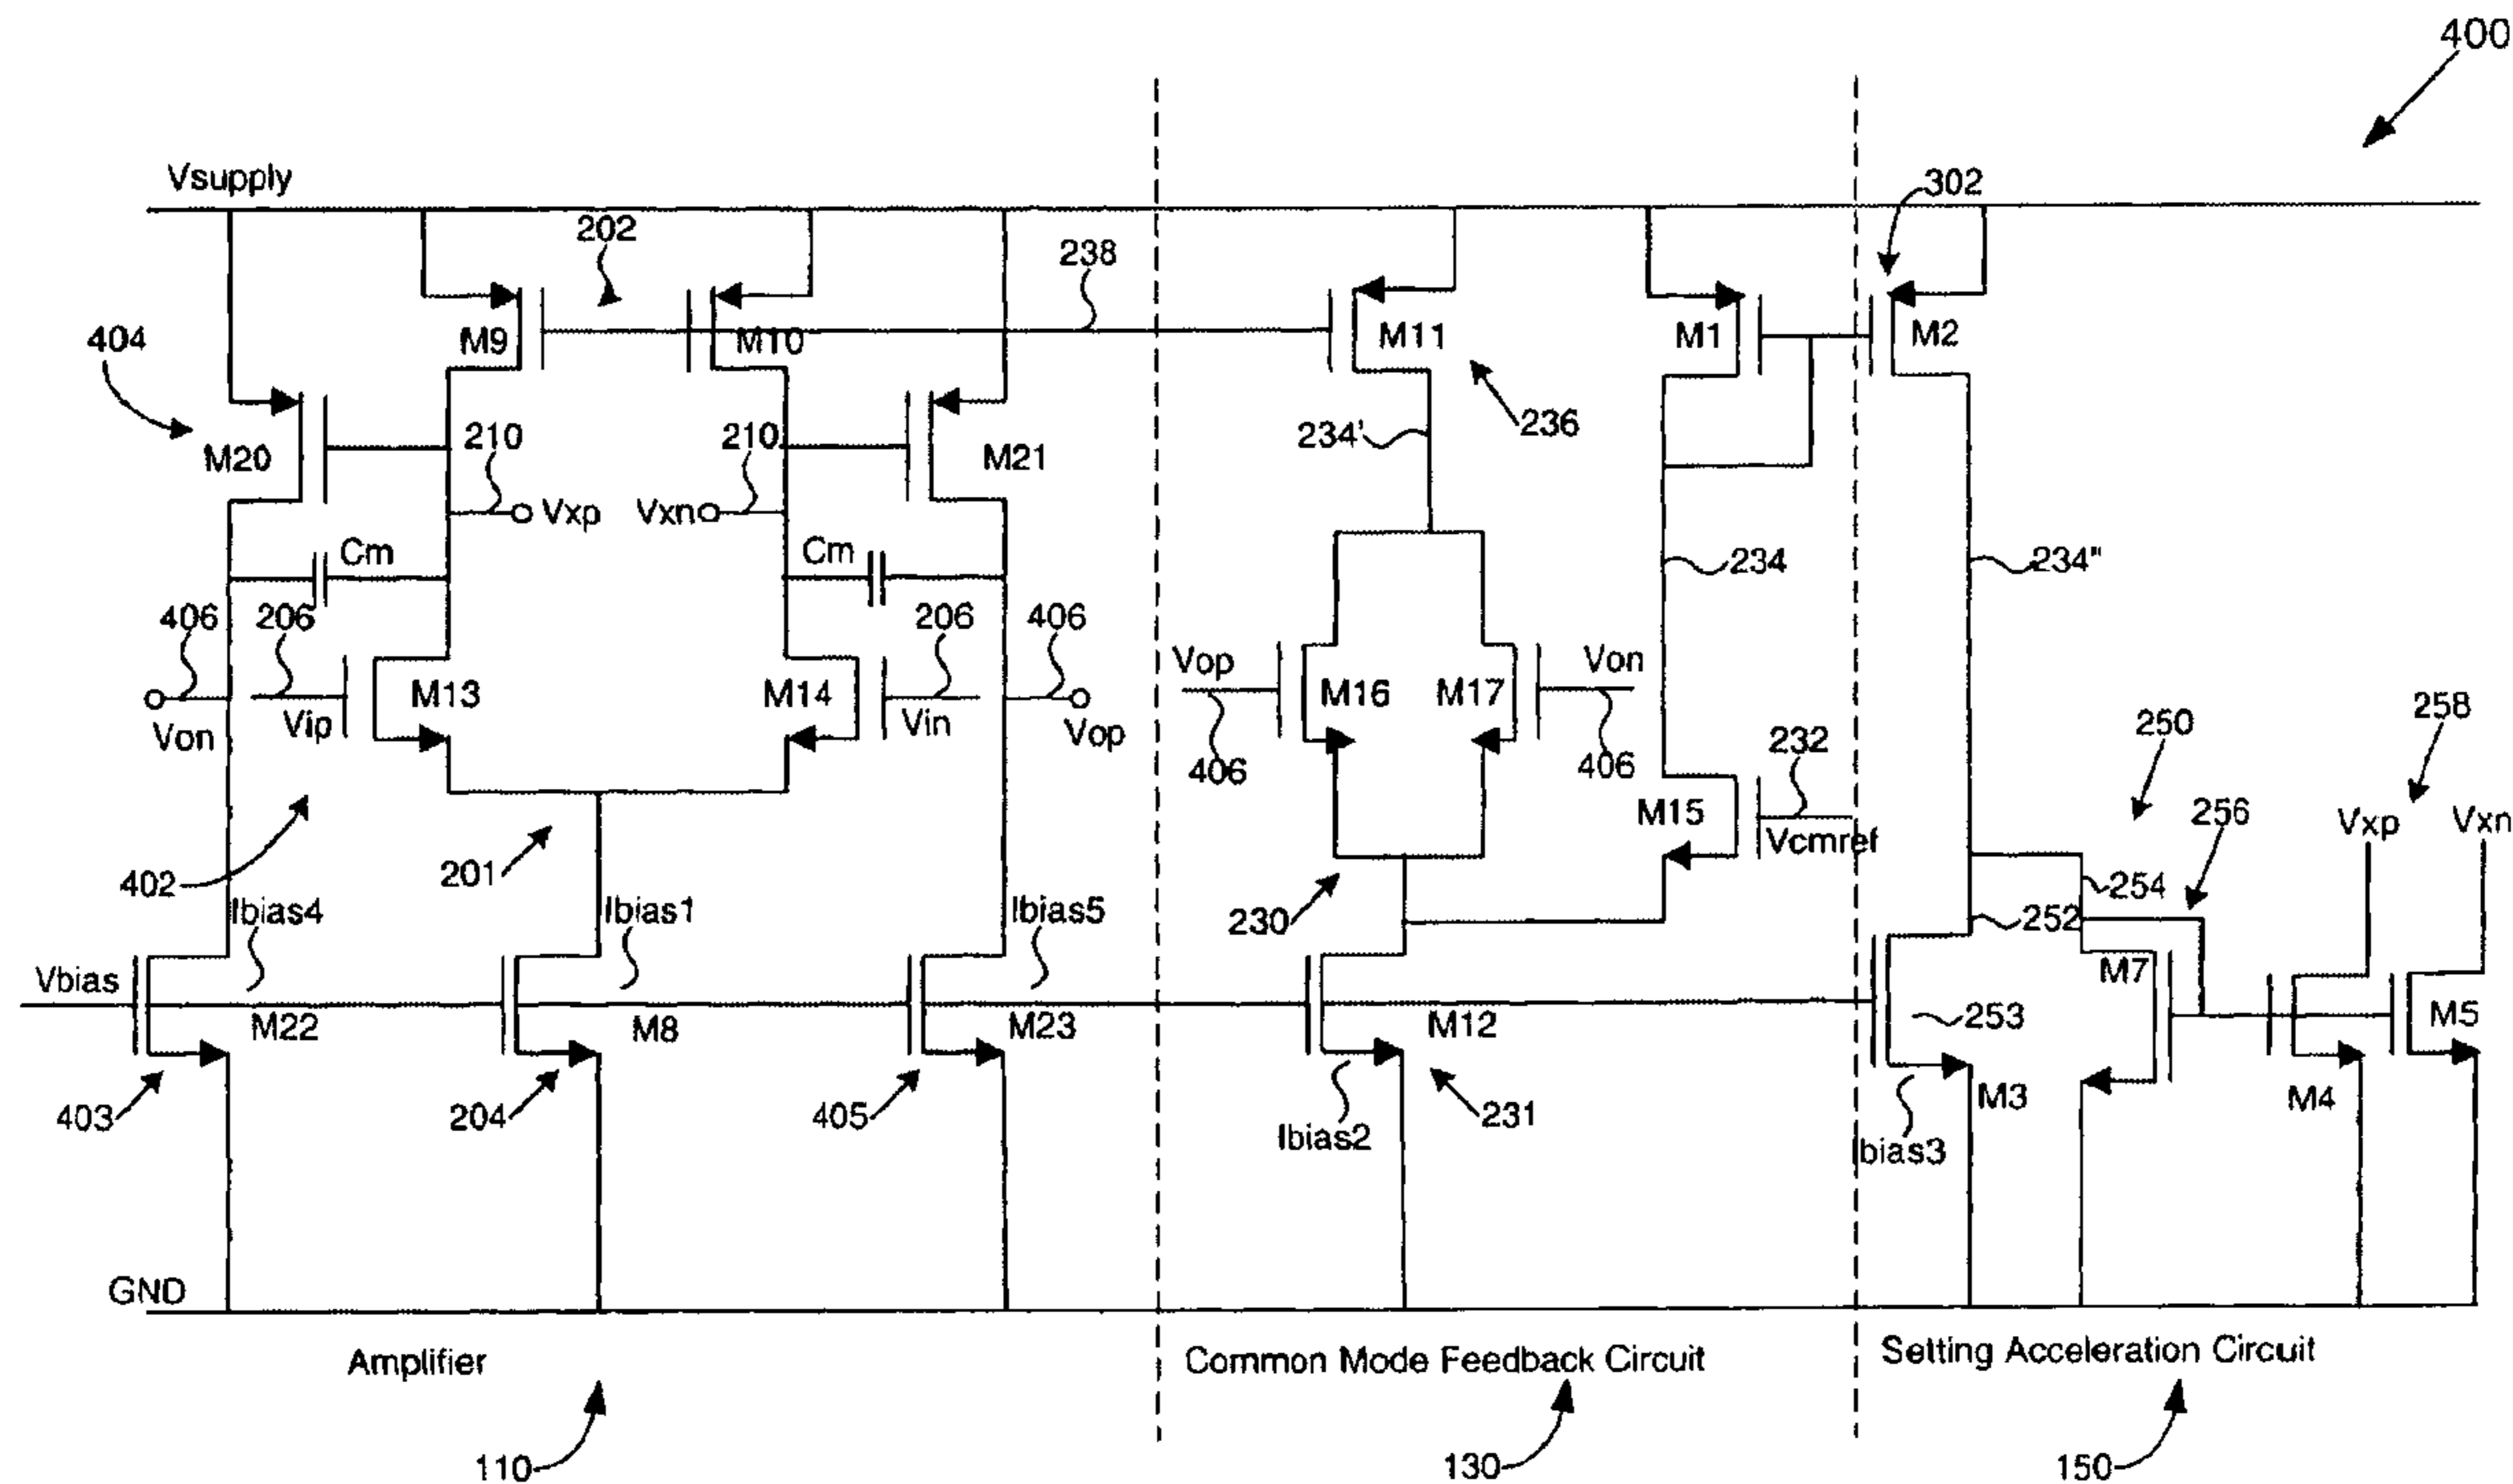 400
Vsupply
302
202
238
M9
M10
M11
M1
M2
404
236
M20
210
210
M21
234'
Vxp
Vxn
Cm
Cm
234
234"
406
206
206
406
Vop
Von
M13
M14
M16
M17
Von
Vip
Vin
Vop
406
406
232
250
258
M15
Vcmref
256
Vxp
Vxn
402
201
230
254
Ibias4
Ibias1
Ibias5
252
Vbias
M7
M22
M8
M23
M12
253
M5
403
204
405
Ibias2
231
Ibias3
M3
M4
GND
Amplifier
Common Mode Feedback Circuit
Setting Acceleration Circuit
110
130
150